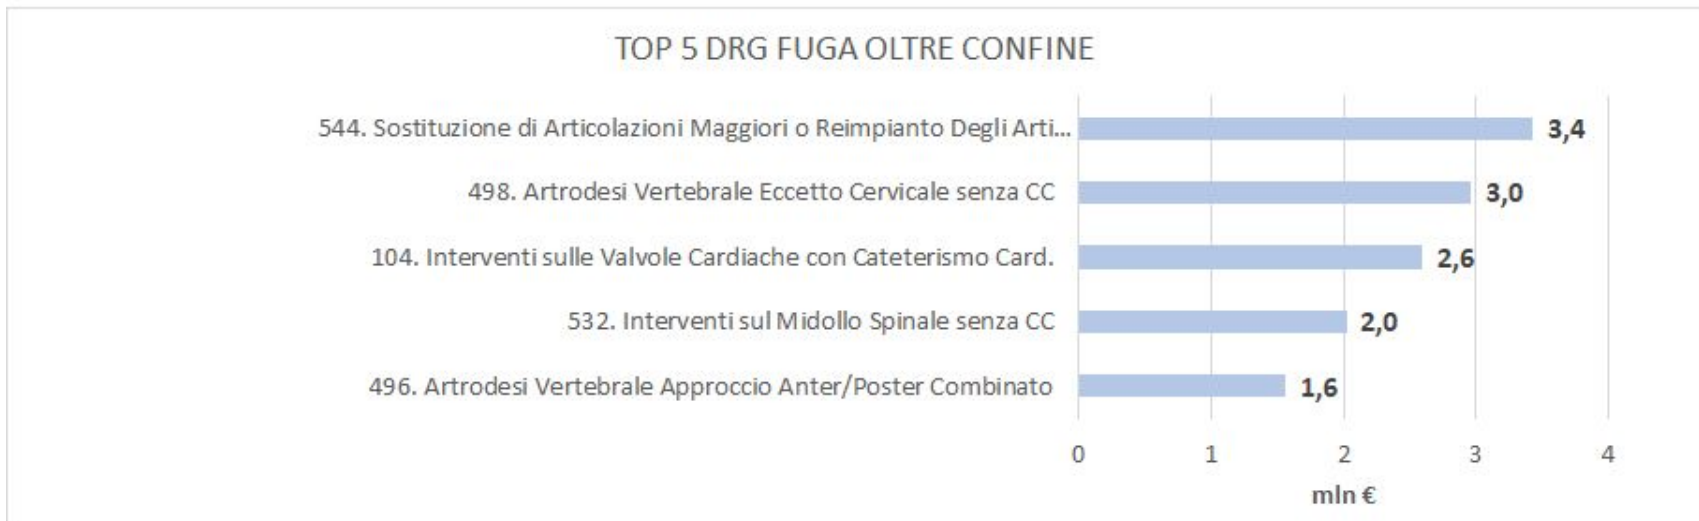 TOP 5 DRG FUGA OLTRE CONFINE
544. Sostituzione di Articolazioni Maggiori o Reimpianto Degli Arti... 3,4
498. Artrodesi Vertebrale Eccetto Cervicale senza CC 3,0
104. Interventi sulle Valvole Cardiache con Cateterismo Card. 2,6
532. Interventi sul Midollo Spinale senza CC 2,0
496. Artrodesi Vertebrale Approccio Anter/Poster Combinato 1,6
0 1 2 3 4
mln €